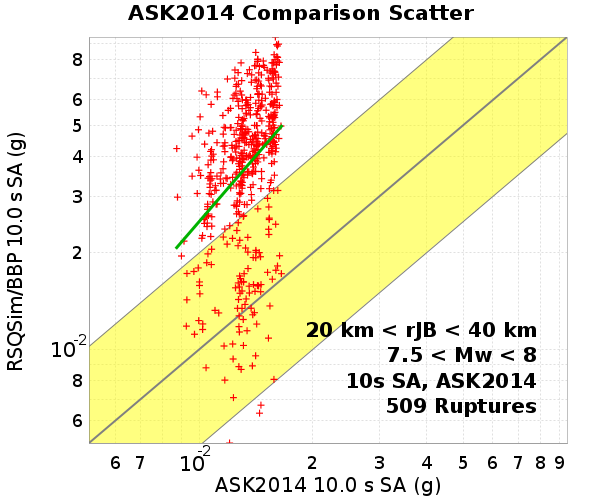 ASK2014 Comparison Scatter
RSQSim/BBP 10.0 s SA (g)
8
6
5
4
3
2
10-2
8
6
20 km < rJB < 40 km
7.5 < Mw < 8
10s SA, ASK2014
509 Ruptures
6 7 10-2 2 3 4 5 6 7 8 9
ASK2014 10.0 s SA (g)